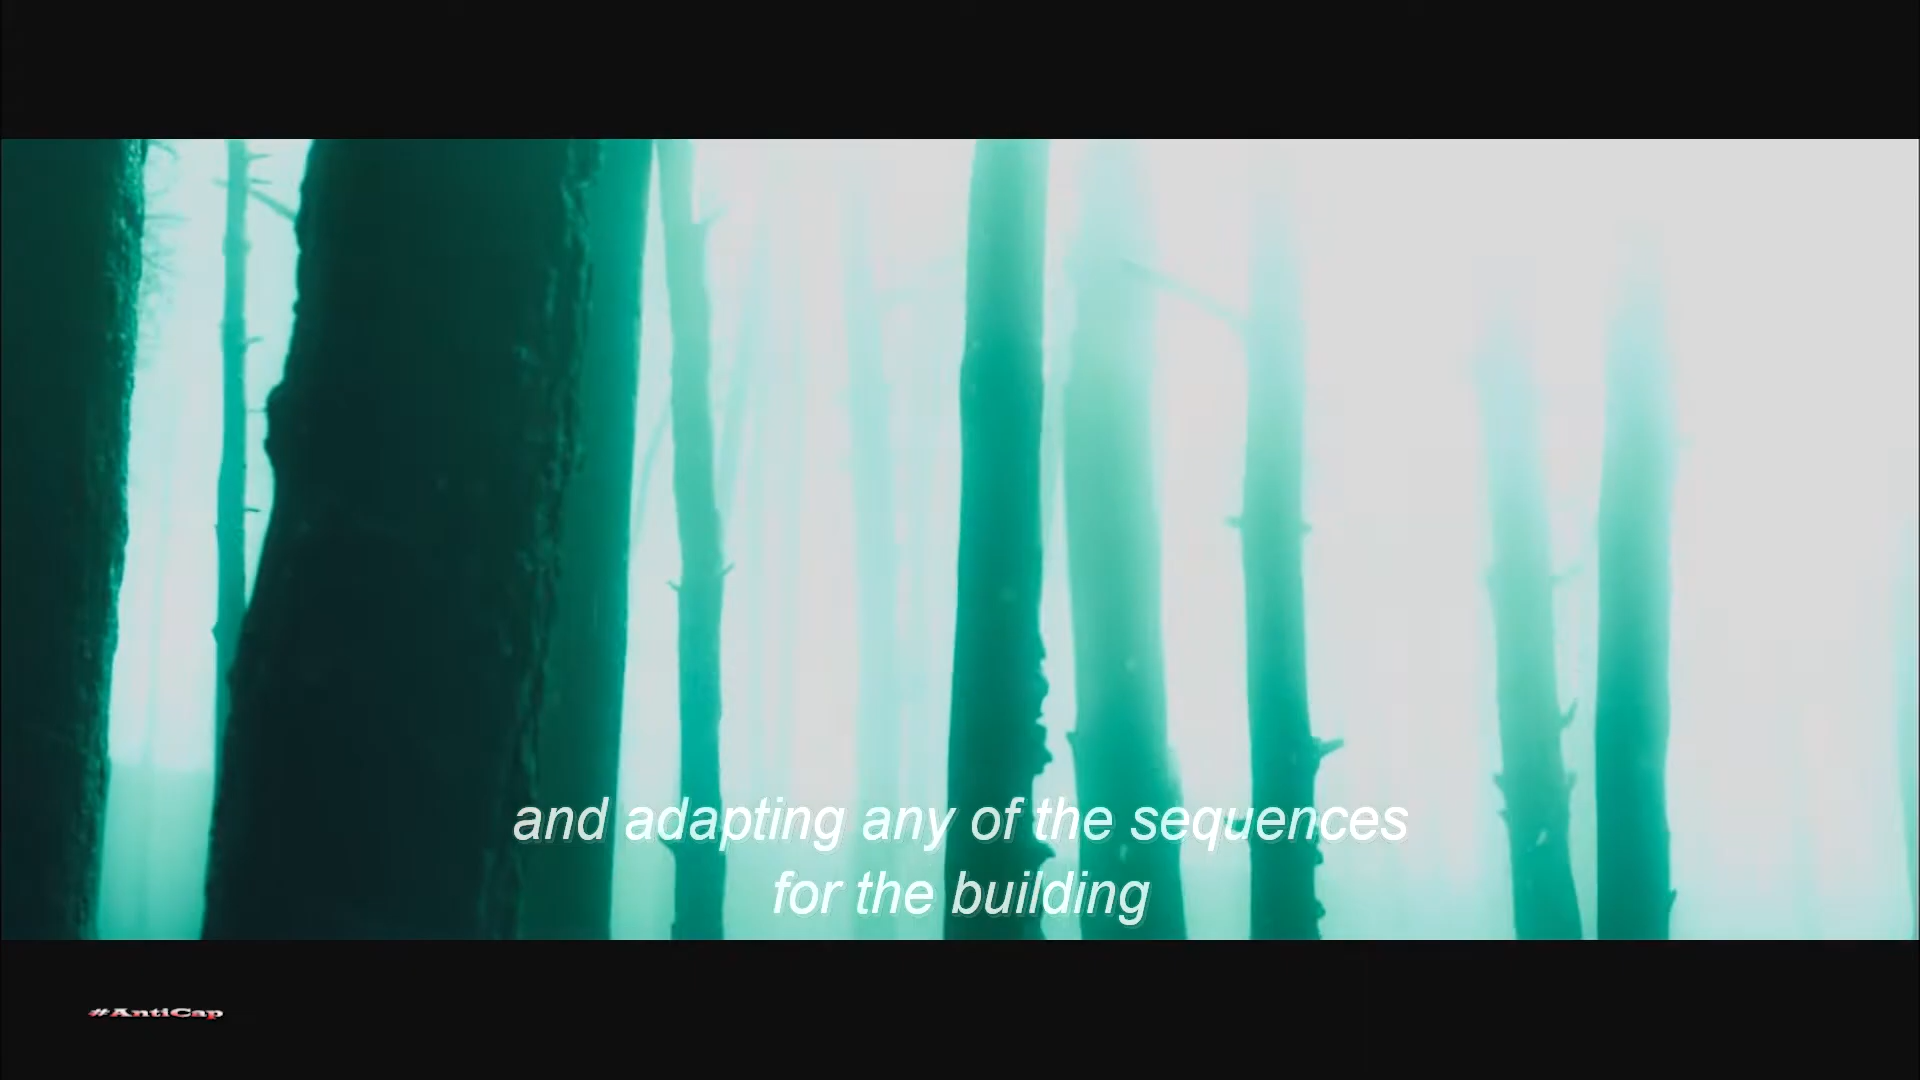 and adapting any of the sequences
for the building
#AntiCap